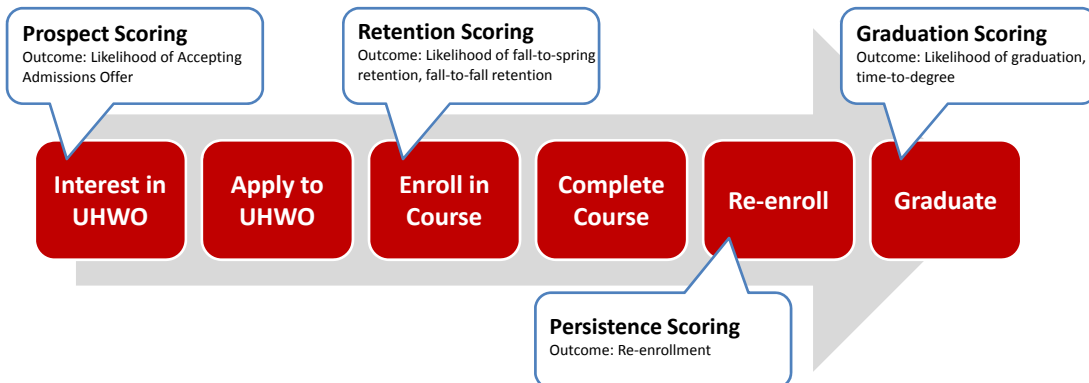 Prospect Scoring
Outcome: Likelihood of Accepting
Admissions Offer
Retention Scoring
Outcome: Likelihood of fall-to-spring
retention, fall-to-fall retention
Graduation Scoring
Outcome: Likelihood of graduation,
time-to-degree
Interest in
UHWO
Apply to
UHWO
Enroll in
Course
Complete
Course
Re-enroll
Graduate
Persistence Scoring
Outcome: Re-enrollment